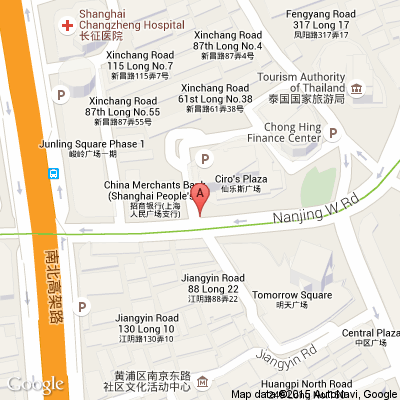 Shanghai
Changzheng Hospital
长征医院
Fengyang Road
317 Long 17
凤阳路317弄17
Xinchang Road
87th Long No.4
新昌路87弄4号
Xinchang Road
115 Long No.7
新昌路115弄7号
Tourism Authority
of Thailand
泰国国家旅游局
Xinchang Road
61st Long No.38
新昌路61弄38号
Xinchang Road
87th Long No.55
新昌路87弄55号
P
Chong Hing
Finance Center
P
Junling Square Phase 1
峻岭广场一期
P
Ciro's Plaza
仙乐斯广场
China Merchants Bank
(Shanghai People's
招商银行(上海
人民广场支行)
A
Nanjing W Rd
南北高架路
Jiangyin Road
88 Long 22
江阴路88弄22
Tomorrow Square
明天广场
P
Jiangyin Road
130 Long 10
江阴路130弄10
Central Plaza
中区广场
Jiangyin Rd
P
黄浦区南京东路
社区文化活动中心
Huangpi North Road
Map data ©2015 AutoNavi, Google